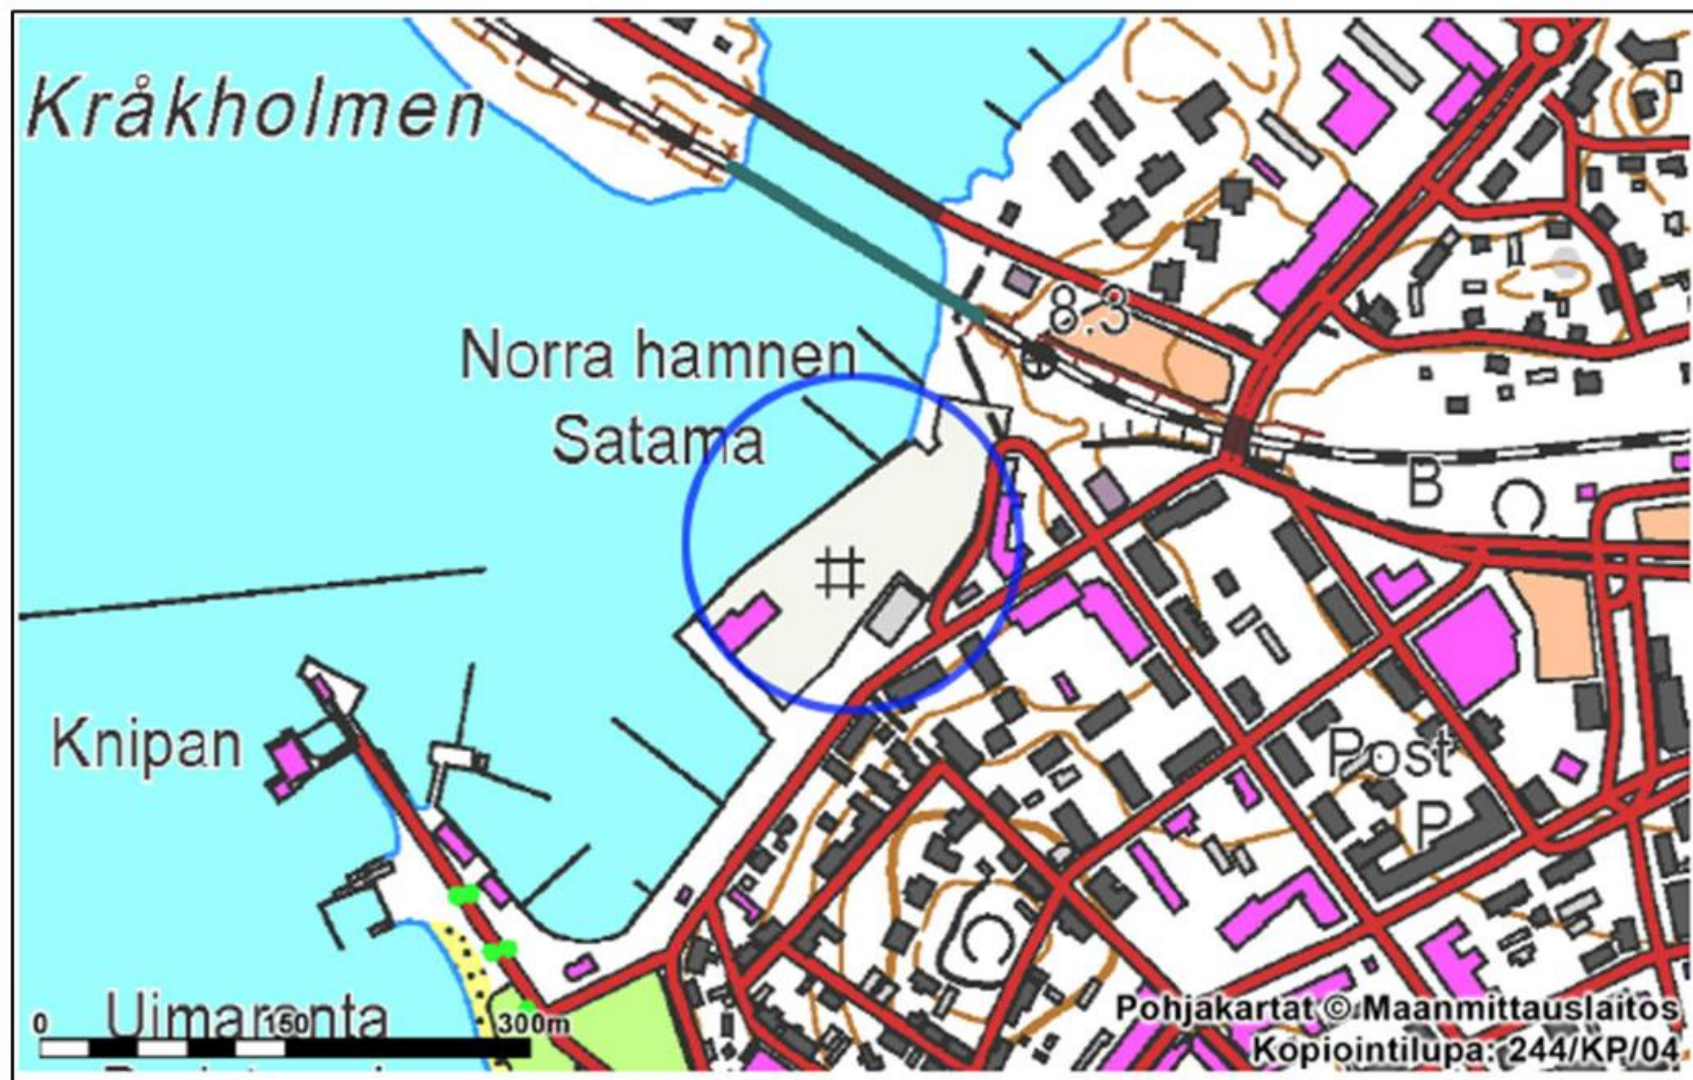 Kråkholmen
8.3
Norra hamnen
Satama
B
Knipan
Post
P
Uimaranta
0 150 300m
Pohjakartat © Maanmittauslaitos
Kopiointilupa: 244/KP/04